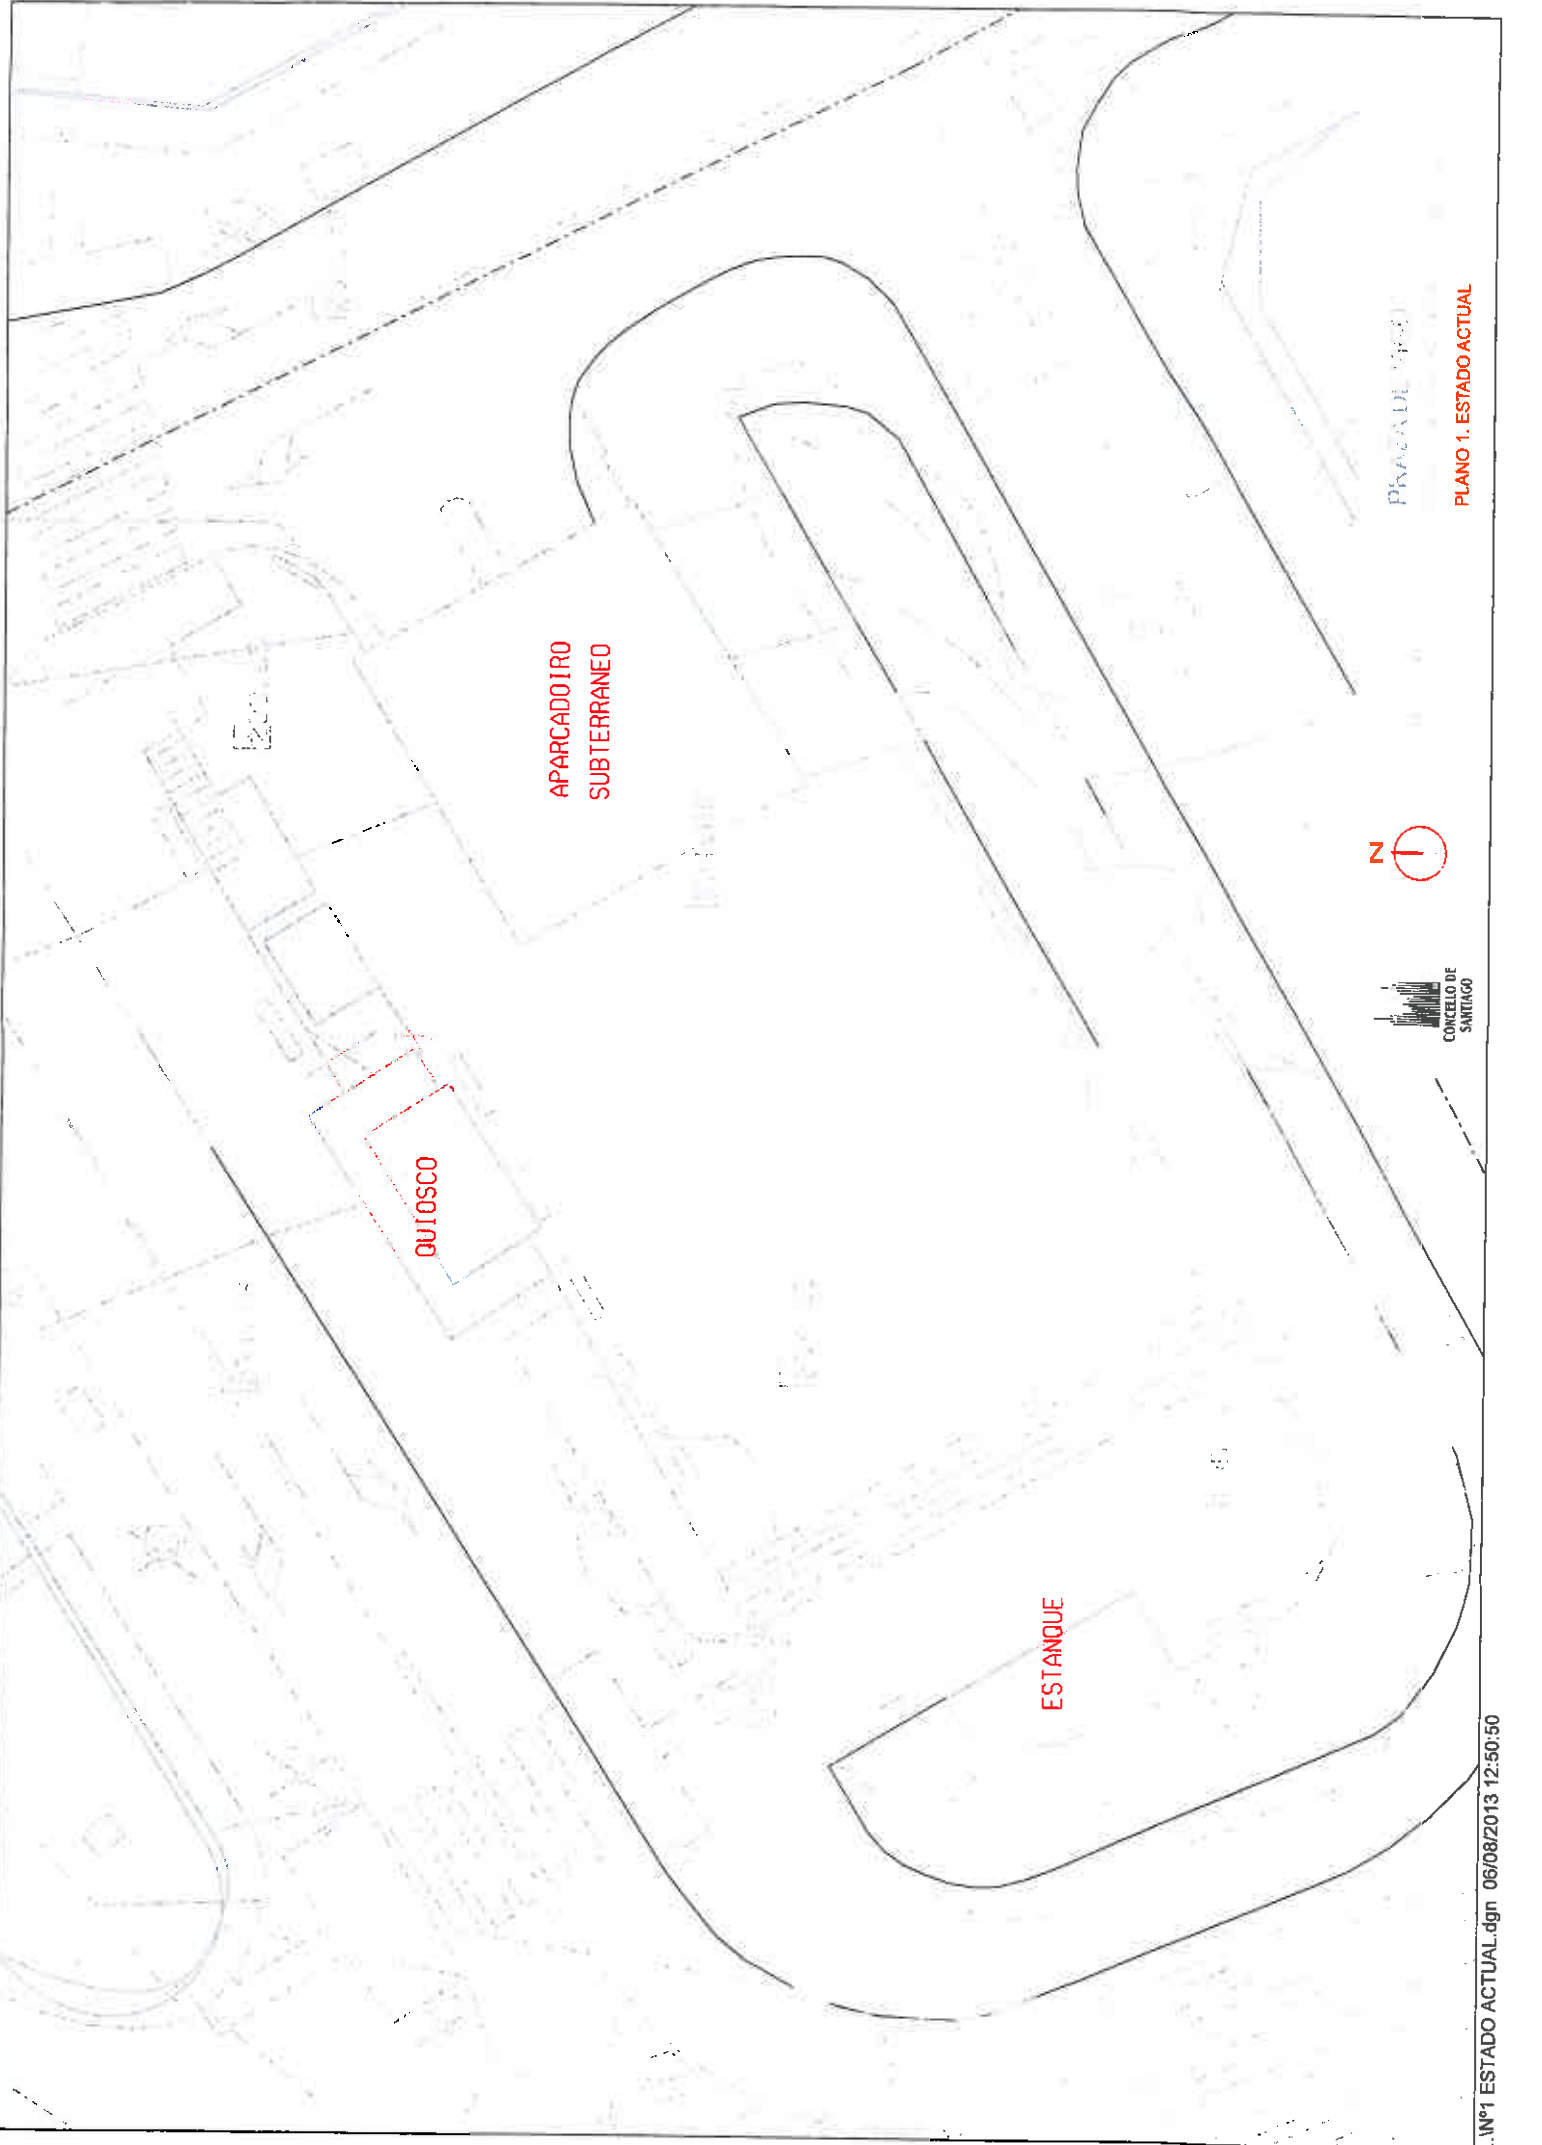 APARCADOIRO
SUBTERRANEO
QUIOSCO
ESTANQUE
PLANO 1. ESTADO ACTUAL
N
CONCELLO DE
SANTIAGO
.\Nº1 ESTADO ACTUAL.dgn 06/08/2013 12:50:50